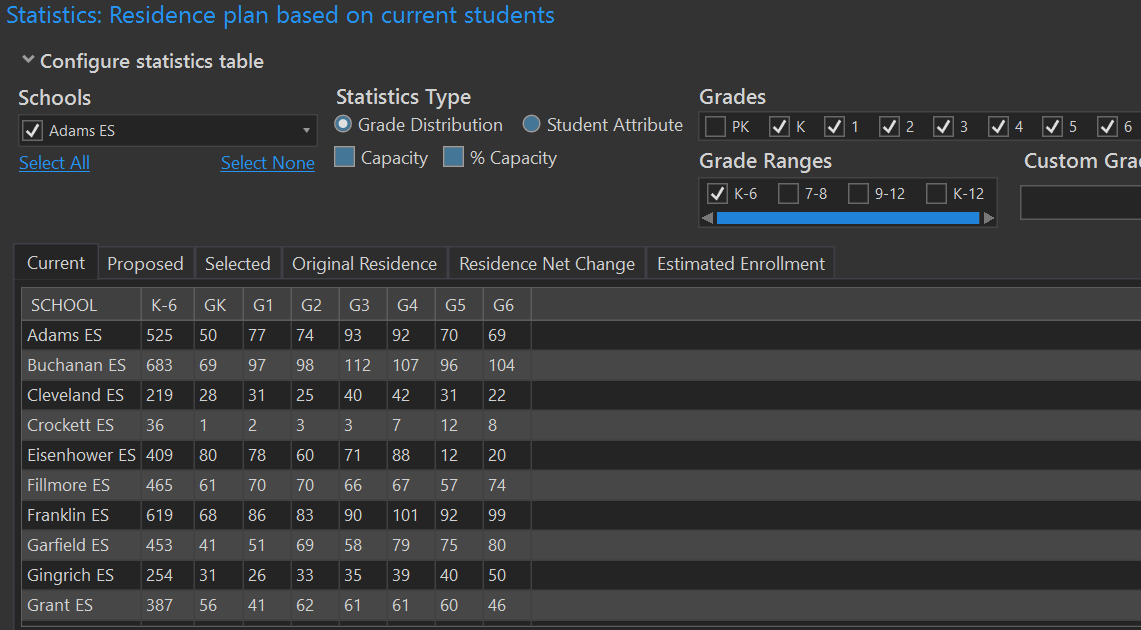 Statistics: Residence plan based on current students
Configure statistics table
Schools
Adams ES
Select All Select None
Statistics Type
Grade Distribution Student Attribute
Capacity % Capacity
Grades
PK K 1 2 3 4 5 6
Grade Ranges
K-6 7-8 9-12 K-12
Custom Gra
Current Proposed Selected Original Residence Residence Net Change Estimated Enrollment
SCHOOL K-6 GK G1 G2 G3 G4 G5 G6
Adams ES 525 50 77 74 93 92 70 69
Buchanan ES 683 69 97 98 112 107 96 104
Cleveland ES 219 28 31 25 40 42 31 22
Crockett ES 36 1 2 3 3 7 12 8
Eisenhower ES 409 80 78 60 71 88 12 20
Fillmore ES 465 61 70 70 66 67 57 74
Franklin ES 619 68 86 83 90 101 92 99
Garfield ES 453 41 51 69 58 79 75 80
Gingrich ES 254 31 26 33 35 39 40 50
Grant ES 387 56 41 62 61 61 60 46